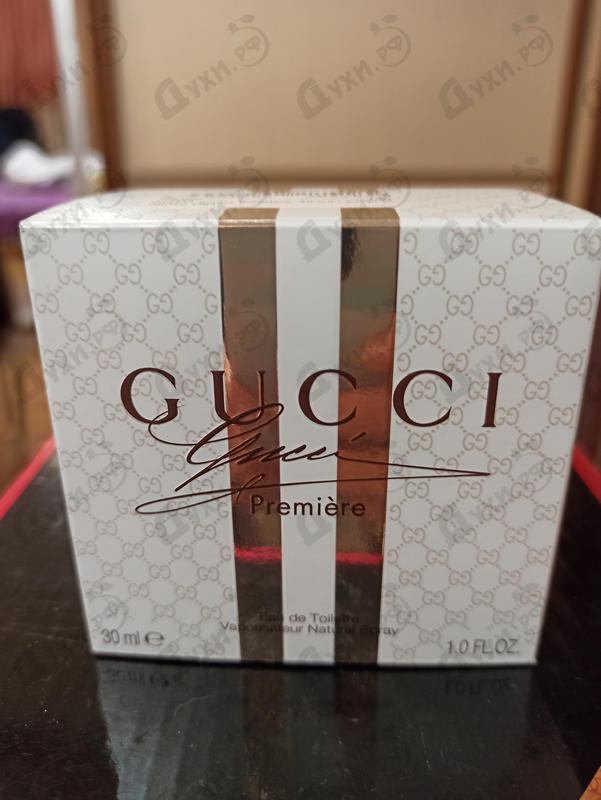 GUCCI
Gucci
Première
Eau de Toilette
Vaporisateur Natural Spray
30 ml e
1.0 FL.OZ.
Духи.рф